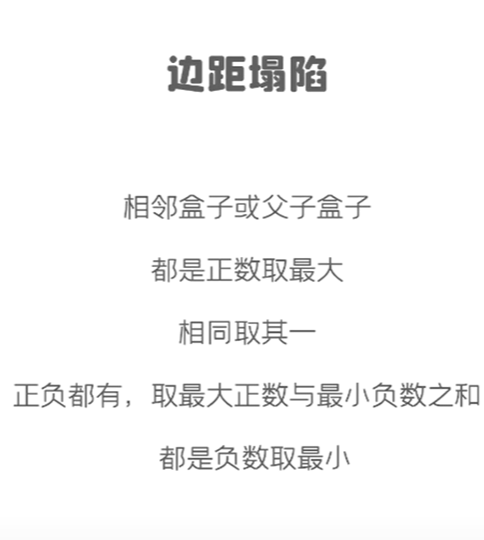 边距塌陷
相邻盒子或父子盒子
都是正数取最大
相同取其一
正负都有，取最大正数与最小负数之和
都是负数取最小